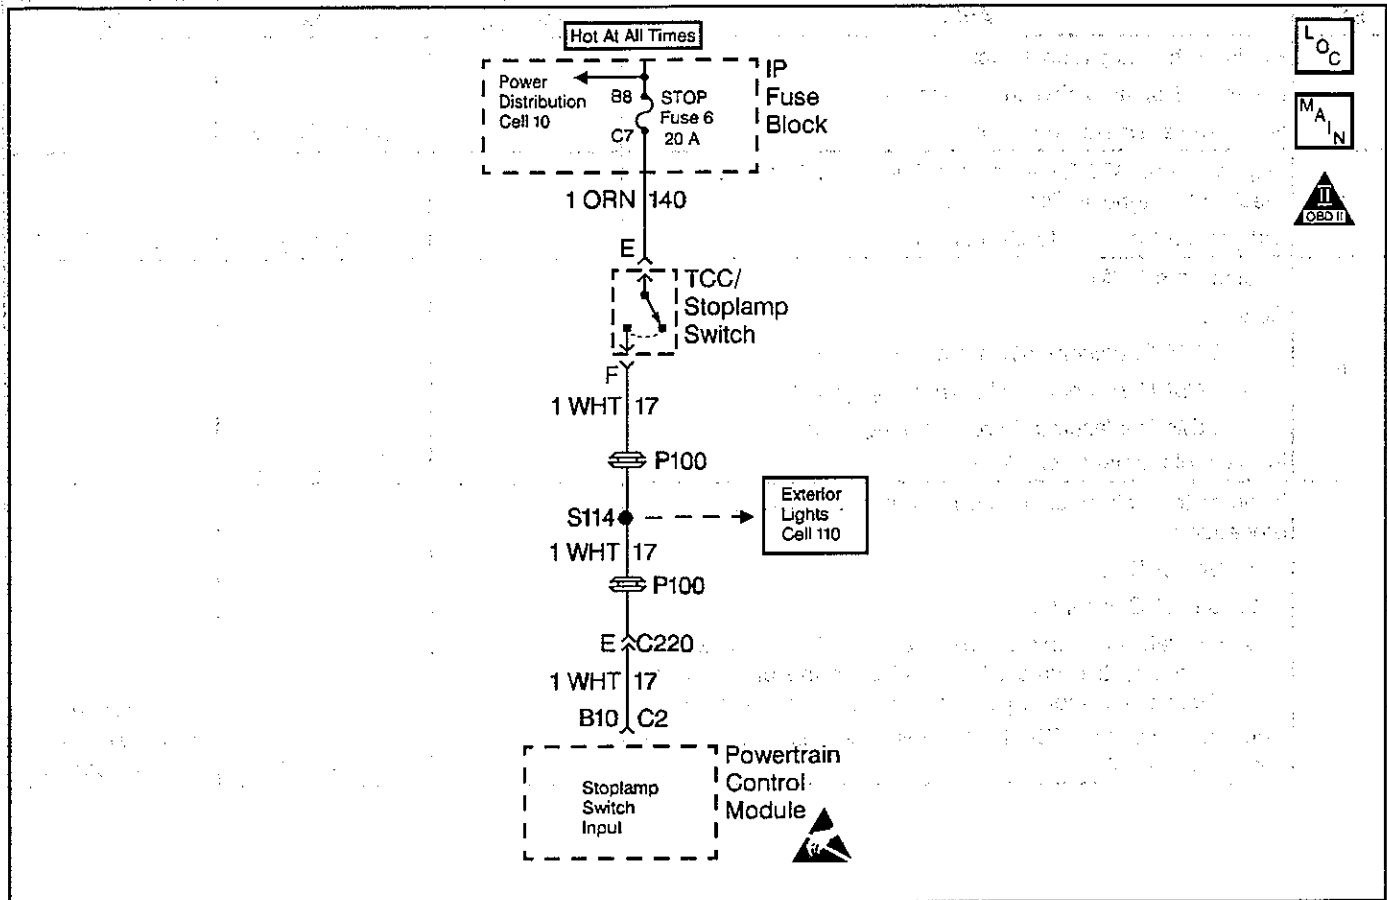 Hot At All Times
Power
Distribution
Cell 10
B8
C7
STOP
Fuse 6
20 A
IP
Fuse
Block
1 ORN 140
E
TCC/
Stoplamp
Switch
F
1 WHT 17
P100
S114
Exterior
Lights
Cell 110
1 WHT 17
P100
E C220
1 WHT 17
B10 C2
Stoplamp
Switch
Input
Powertrain
Control
Module
LOC
MAIN
II
OBD II